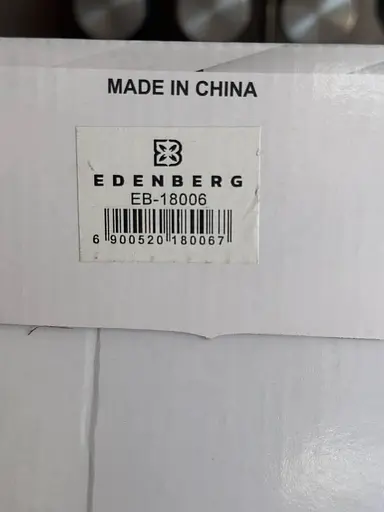 MADE IN CHINA
EDENBERG
EB-18006
6 900520 180067